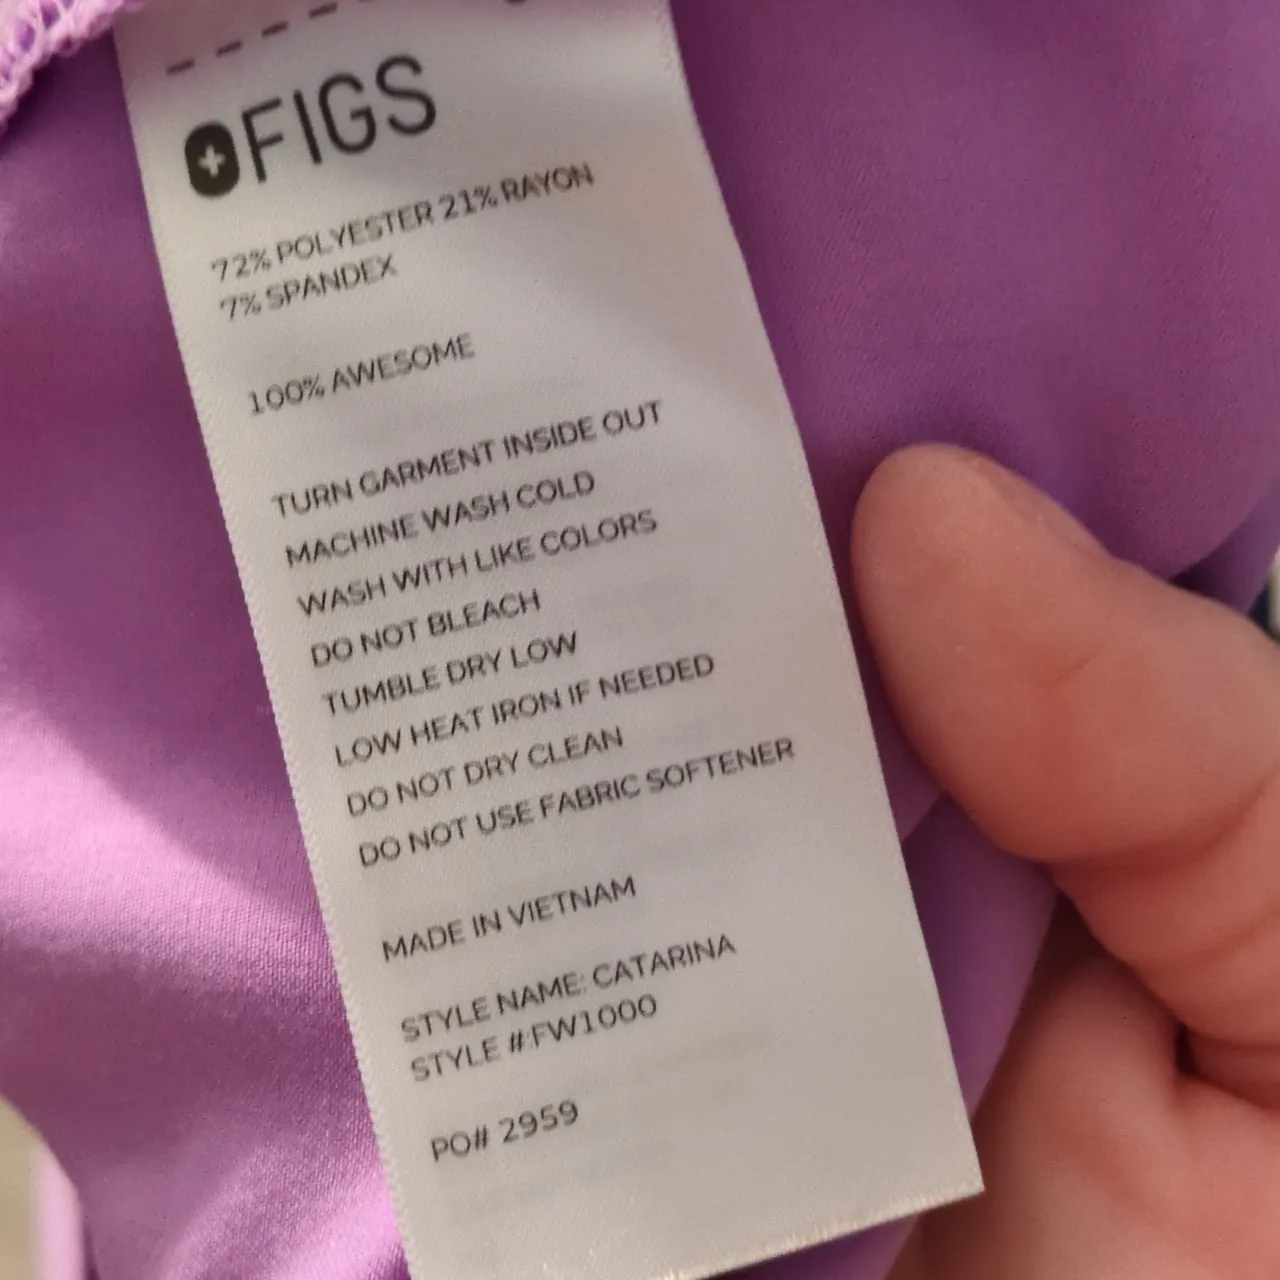 FIGS
72% POLYESTER 21% RAYON
7% SPANDEX
100% AWESOME
TURN GARMENT INSIDE OUT
MACHINE WASH COLD
WASH WITH LIKE COLORS
DO NOT BLEACH
TUMBLE DRY LOW
LOW HEAT IRON IF NEEDED
DO NOT DRY CLEAN
DO NOT USE FABRIC SOFTENER
MADE IN VIETNAM
STYLE NAME: CATARINA
STYLE #:FW1000
PO# 2959